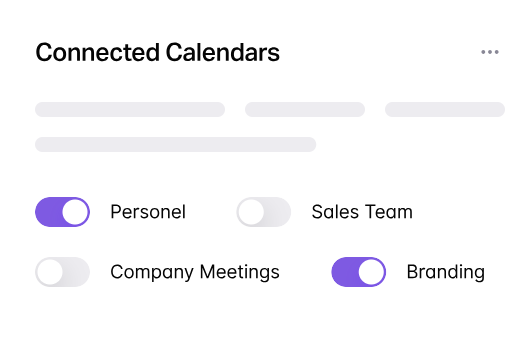 Connected Calendars
Personel
Sales Team
Company Meetings
Branding